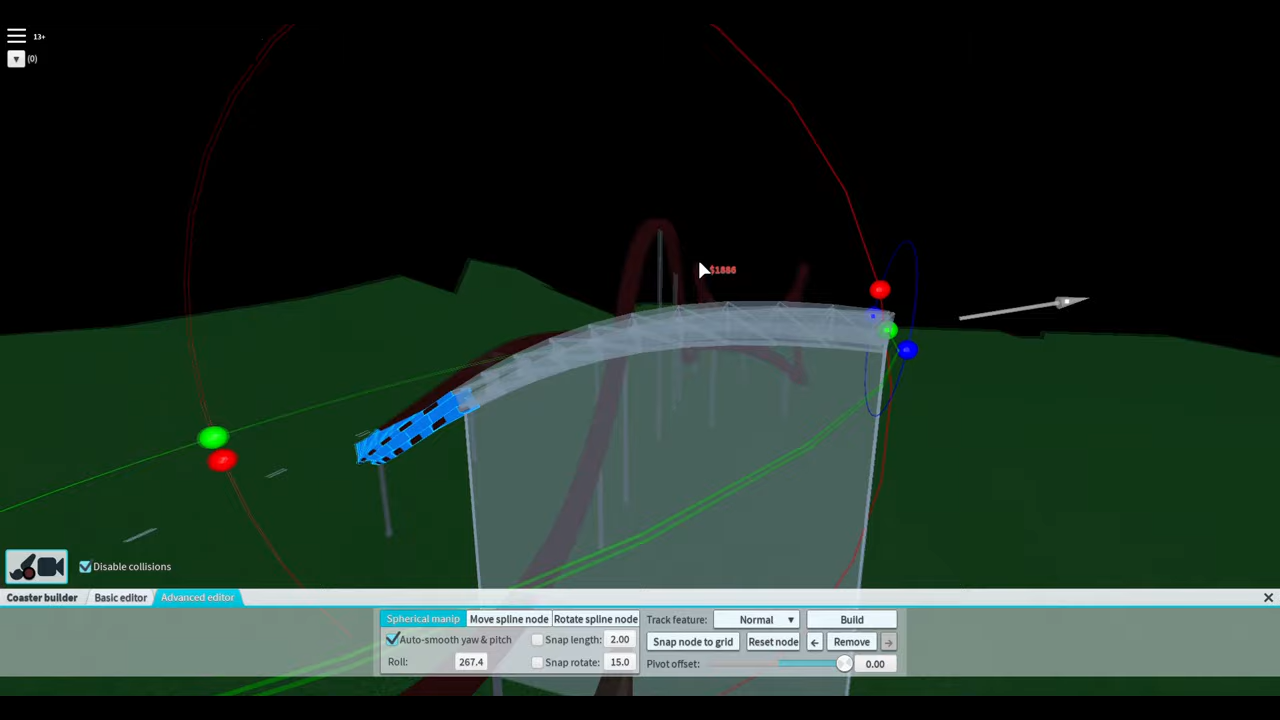 13+
(0)
$1886
Disable collisions
Coaster builder Basic editor Advanced editor
Spherical manip Move spline node Rotate spline node Track feature: Normal Build
Auto-smooth yaw & pitch Snap length: 2.00 Snap node to grid Reset node Remove
Roll: 267.4 Snap rotate: 15.0 Pivot offset: 0.00